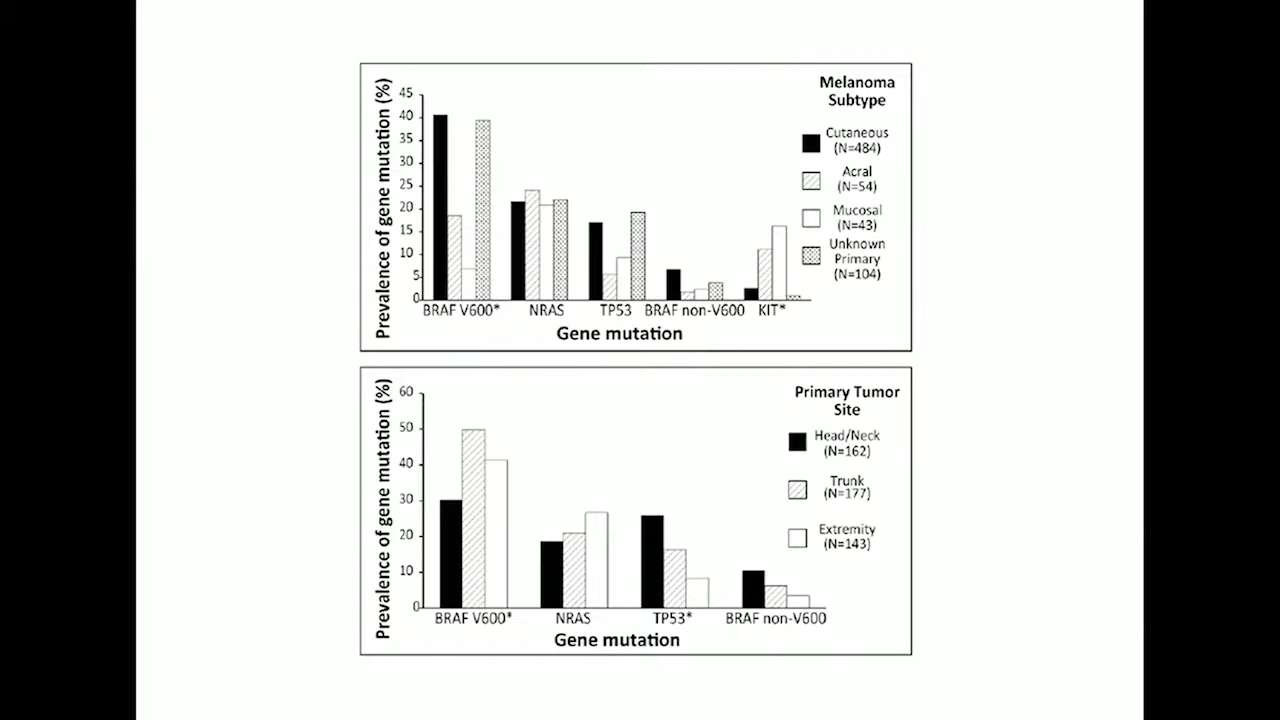 Prevalence of gene mutation (%)
45
40
35
30
25
20
15
10
5
0
BRAF V600*
NRAS
TP53
BRAF non-V600
KIT*
Gene mutation
Melanoma
Subtype
Cutaneous
(N=484)
Acral
(N=54)
Mucosal
(N=43)
Unknown
Primary
(N=104)
Prevalence of gene mutation (%)
60
50
40
30
20
10
0
BRAF V600*
NRAS
TP53*
BRAF non-V600
Gene mutation
Primary Tumor
Site
Head/Neck
(N=162)
Trunk
(N=177)
Extremity
(N=143)